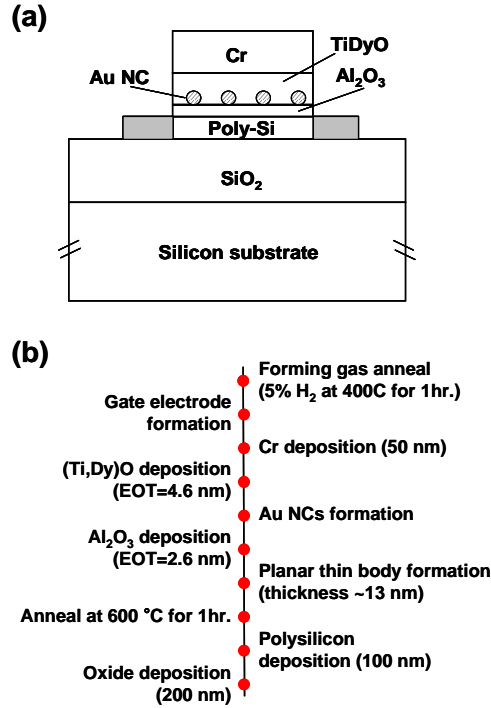 (a)
Cr
TiDyO
Au NC
Al₂O₃
Poly-Si
SiO₂
Silicon substrate
(b)
Forming gas anneal
(5% H₂ at 400C for 1hr.)
Gate electrode
formation
Cr deposition (50 nm)
(Ti,Dy)O deposition
(EOT=4.6 nm)
Au NCs formation
Al₂O₃ deposition
(EOT=2.6 nm)
Planar thin body formation
(thickness ~13 nm)
Anneal at 600 °C for 1hr.
Polysilicon
deposition (100 nm)
Oxide deposition
(200 nm)